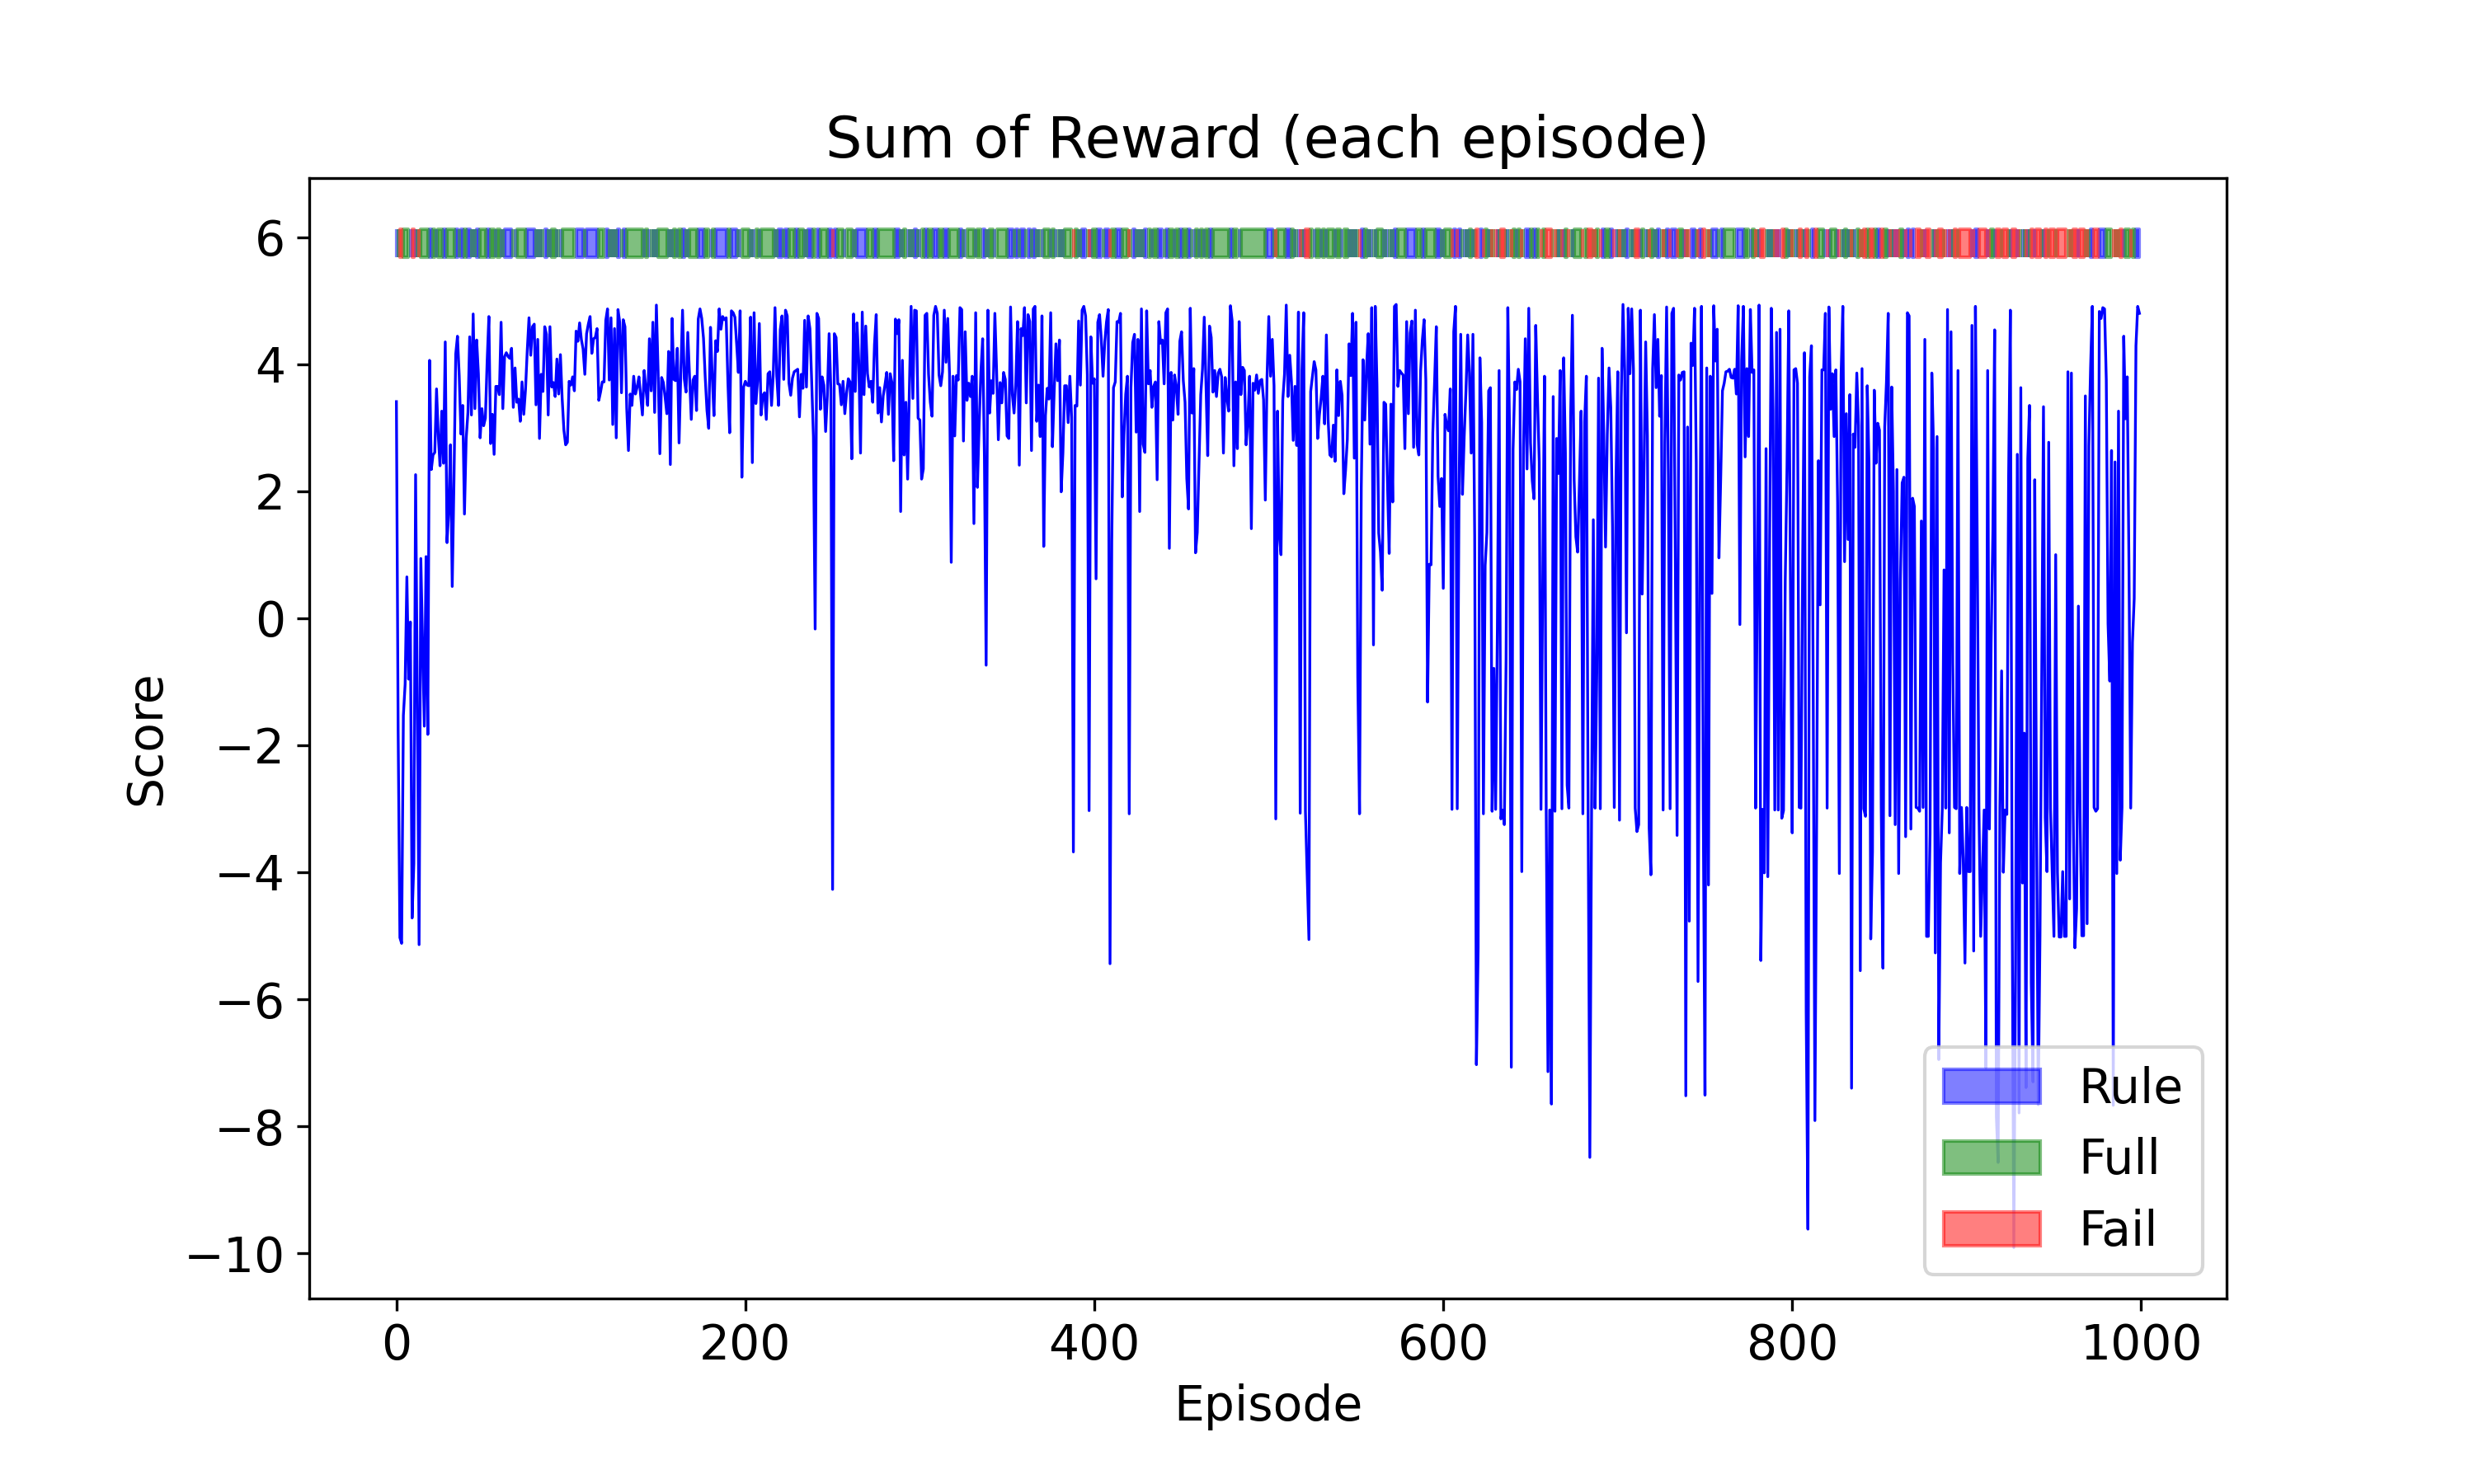 Sum of Reward (each episode)
6
4
2
0
−2
−4
−6
−8
−10
Score
Rule
Full
Fail
0 200 400 600 800 1000
Episode